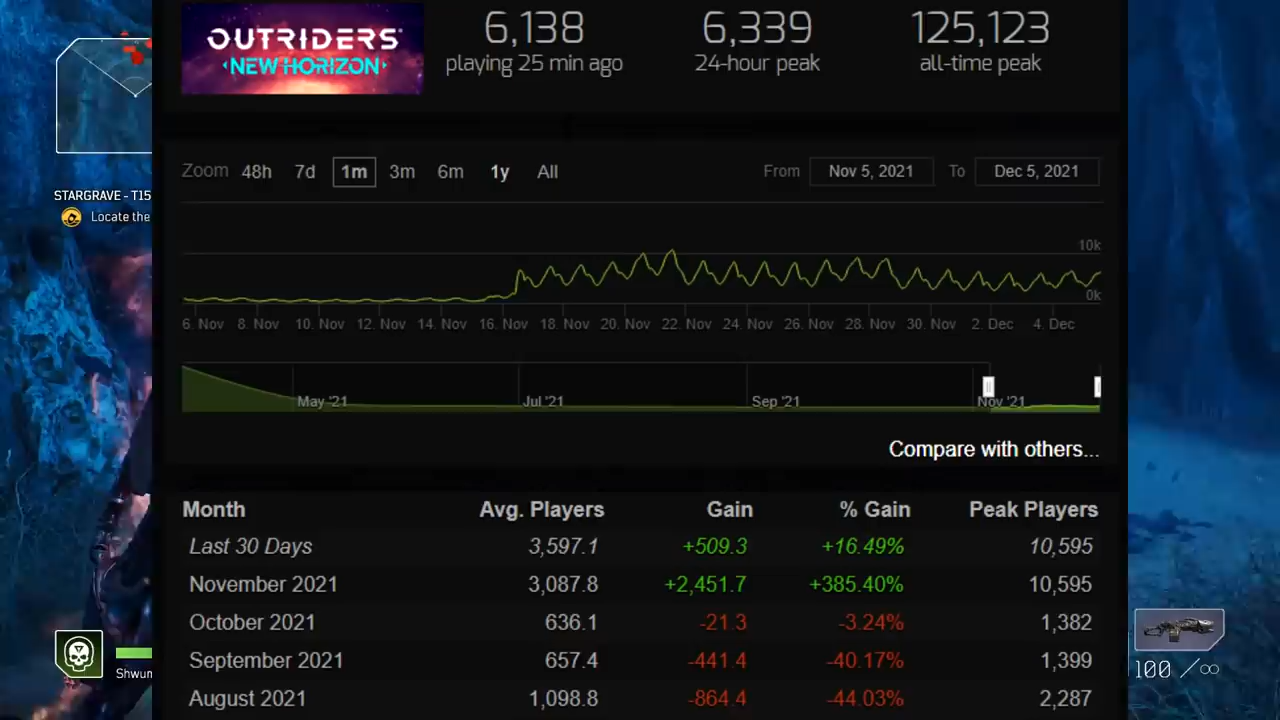 OUTRIDERS
NEW HORIZON
6,138
playing 25 min ago
6,339
24-hour peak
125,123
all-time peak
Zoom 48h 7d 1m 3m 6m 1y All From Nov 5, 2021 To Dec 5, 2021
STARGRAVE - T15
Locate the
10k
0k
6. Nov 8. Nov 10. Nov 12. Nov 14. Nov 16. Nov 18. Nov 20. Nov 22. Nov 24. Nov 26. Nov 28. Nov 30. Nov 2. Dec 4. Dec
May '21 Jul '21 Sep '21 Nov '21
Compare with others...
Month Avg. Players Gain % Gain Peak Players
Last 30 Days 3,597.1 +509.3 +16.49% 10,595
November 2021 3,087.8 +2,451.7 +385.40% 10,595
October 2021 636.1 -21.3 -3.24% 1,382
September 2021 657.4 -441.4 -40.17% 1,399
August 2021 1,098.8 -864.4 -44.03% 2,287
Shwum
100 / ∞